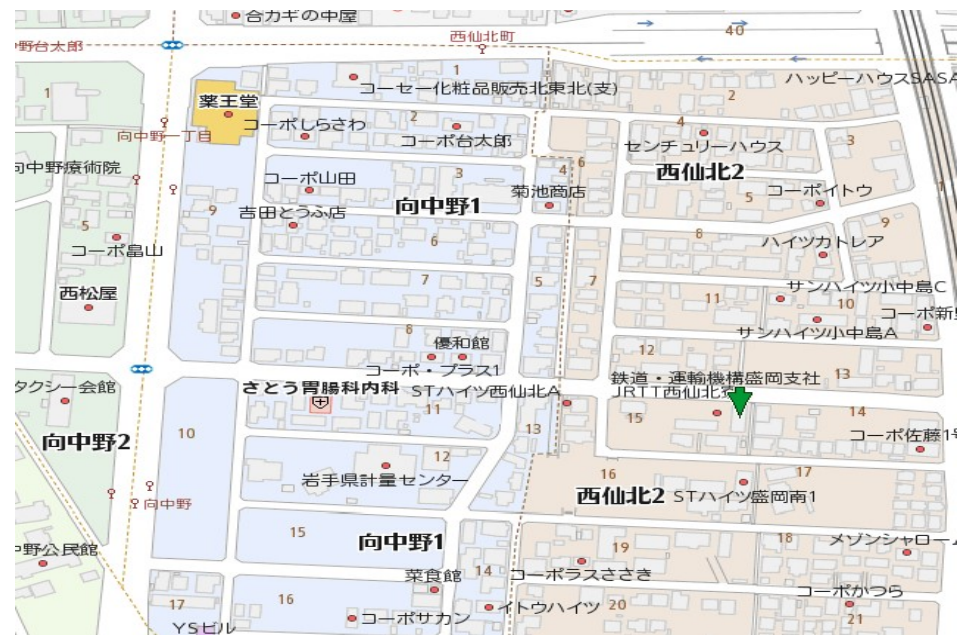 合カギの中屋
西仙北町
40
中野台太郎
1
薬王堂
向中野一丁目
1
コーセー化粧品販売北東北(支)
ハッピーハウスSASA
2
コーポしらさわ
2
コーポ台太郎
4
センチュリーハウス
3
向中野療術院
コーポ山田
3
4
6
西仙北2
菊池商店
5
コーポイトウ
1
9
向中野1
吉田とうふ店
5
コーポ畠山
6
8
9
ハイツカトレア
西松屋
7
5
7
11
サンハイツ小中島C
10
コーポ新
サンハイツ小中島A
8
優和館
12
コーポ・プラス1
13
タクシー会館
さとう胃腸科内科
STハイツ西仙北A
鉄道・運輸機構盛岡支社
JRTT西仙北
11
15
14
向中野2
10
13
コーポ佐藤1号
12
岩手県計量センター
16
17
西仙北2
STハイツ盛岡南1
向中野
15
向中野1
18
メゾンシャローム
中野公民館
19
コーポラスささき
菜食館
14
コーポかつら
17
16
イトウハイツ
20
21
コーポサカン
YSビル